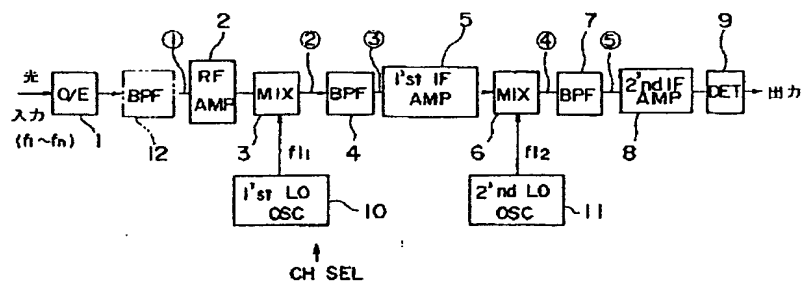 5
2
7
9
① ② ③ ④ ⑤
光
入力
(f1~fn)
O/E
BPF
RF
AMP
MIX
BPF
1'st IF
AMP
MIX
BPF
2'nd IF
AMP
DET
出力
1
12
3
4
6
8
fl1
fl2
1'st LO
OSC
10
2'nd LO
OSC
11
CH SEL